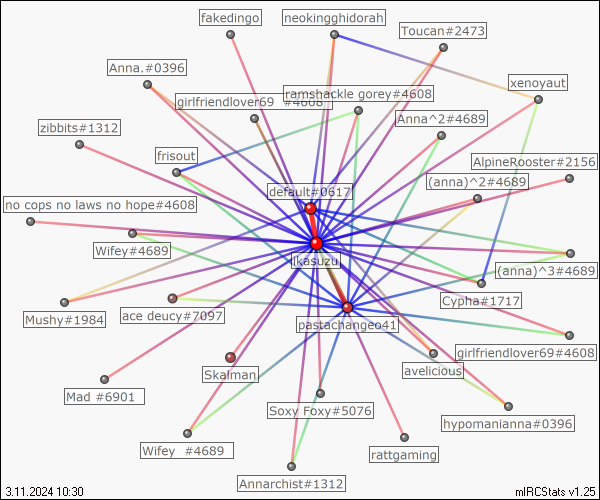 fakedingo
neokingghidorah
Toucan#2473
Anna.#0396
xenoyaut
girlfriendlover69 #4608
ramshackle gorey#4608
Anna^2#4689
zibbits#1312
frisout
AlpineRooster#2156
(anna)^2#4689
default#0617
no cops no laws no hope#4608
Wifey#4689
ikasuzu
(anna)^3#4689
Cypha#1717
Mushy#1984
ace deucy#7097
pastachangeo41
girlfriendlover69#4608
Skalman
avelicious
Mad #6901
Soxy Foxy#5076
hypomanianna#0396
Wifey #4689
rattgaming
Annarchist#1312
3.11.2024 10:30
mIRCStats v1.25